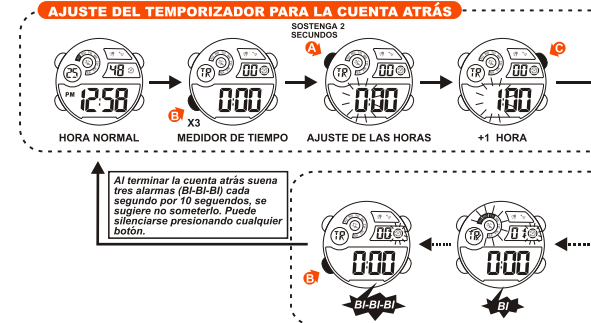 AJUSTE DEL TEMPORIZADOR PARA LA CUENTA ATRÁS
SOSTENGA 2
SECUNDOS
A
C
25 48
TR 00
TR 00
TR 00
PM 12:58
0:00
0:00
1:00
B
X3
HORA NORMAL
MEDIDOR DE TIEMPO
AJUSTE DE LAS HORAS
+1 HORA
Al terminar la cuenta atrás suena
tres alarmas (BI-BI-BI) cada
segundo por 10 seguendos, se
sugiere no someterlo. Puede
silenciarse presionando cualquier
botón.
TR 00
TR 01
0:00
0:00
B
BI-BI-BI
BI